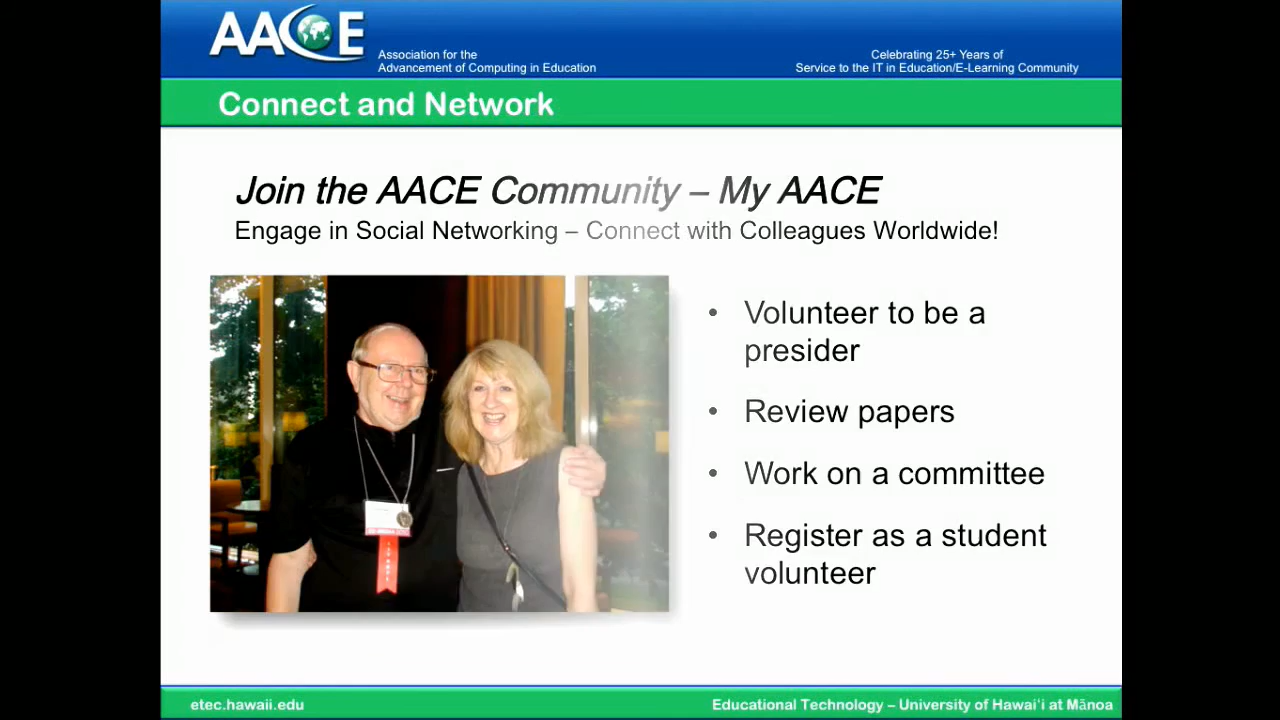 AACE
Association for the
Advancement of Computing in Education
Celebrating 25+ Years of
Service to the IT in Education/E-Learning Community
Connect and Network
Join the AACE Community – My AACE
Engage in Social Networking – Connect with Colleagues Worldwide!
• Volunteer to be a
presider
• Review papers
• Work on a committee
• Register as a student
volunteer
etec.hawaii.edu
Educational Technology – University of Hawai‘i at Mānoa